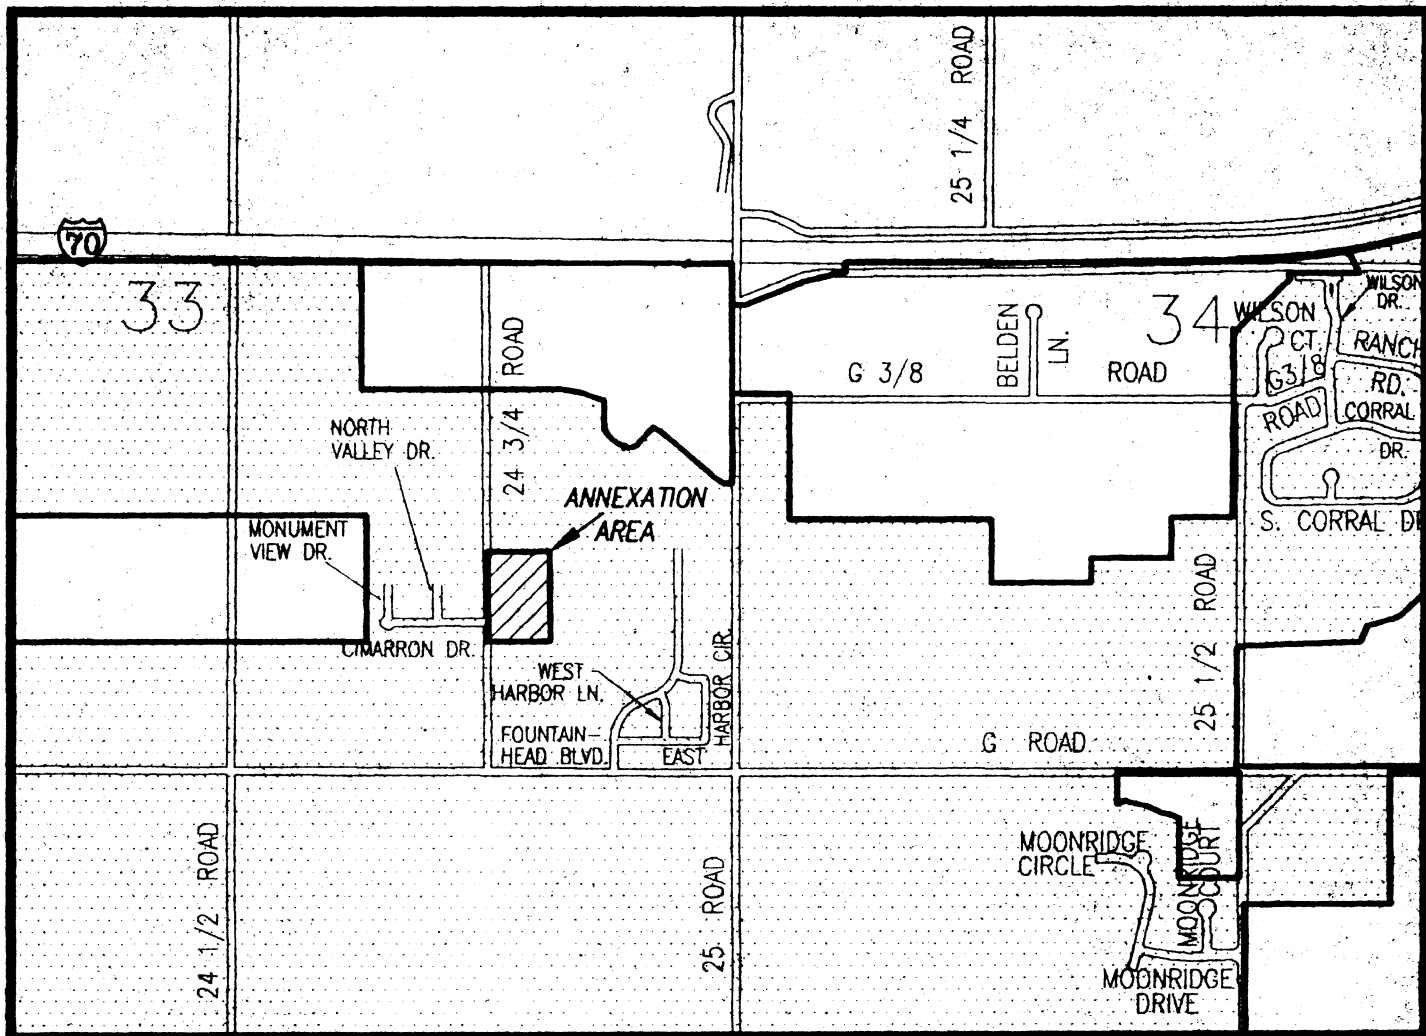 25 1/4 ROAD
70
33
34
WILSON
DR.
WILSON
CT.
BELDEN
LN.
G 3/8 ROAD
RANCH
RD.
G3/8
ROAD
CORRAL
DR.
24 3/4 ROAD
NORTH
VALLEY DR.
ANNEXATION
AREA
MONUMENT
VIEW DR.
S. CORRAL DR
25 1/2 ROAD
CIMARRON DR.
WEST
HARBOR LN.
HARBOR CIR.
FOUNTAIN-
HEAD BLVD.
EAST
G ROAD
24 1/2 ROAD
25 ROAD
MOONRIDGE
CIRCLE
MOONRIDGE
COURT
MOONRIDGE
DRIVE